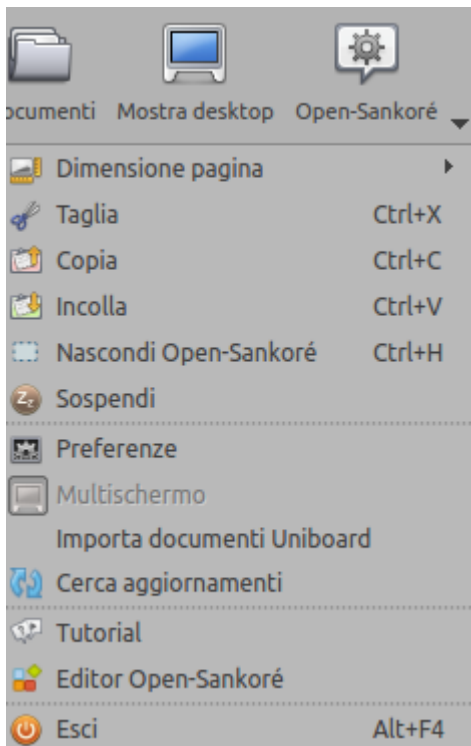 ocumenti Mostra desktop Open-Sankoré
Dimensione pagina
Taglia Ctrl+X
Copia Ctrl+C
Incolla Ctrl+V
Nascondi Open-Sankoré Ctrl+H
Sospendi
Preferenze
Multischermo
Importa documenti Uniboard
Cerca aggiornamenti
Tutorial
Editor Open-Sankoré
Esci Alt+F4